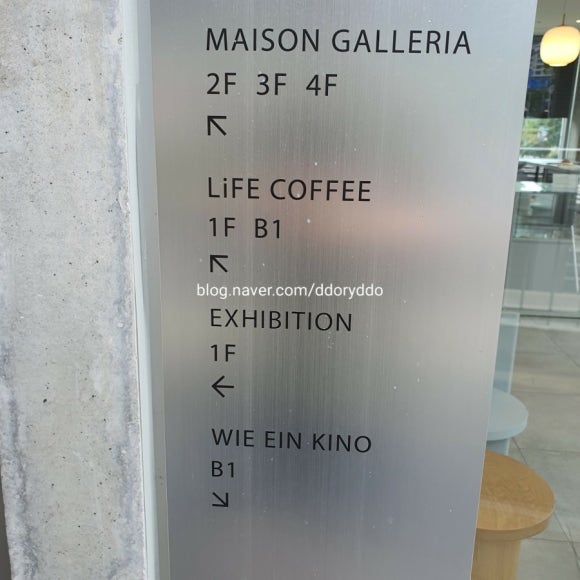 MAISON GALLERIA
2F 3F 4F
↖
LiFE COFFEE
1F B1
↖
blog.naver.com/ddoryddo
EXHIBITION
1F
←
WIE EIN KINO
B1
↘